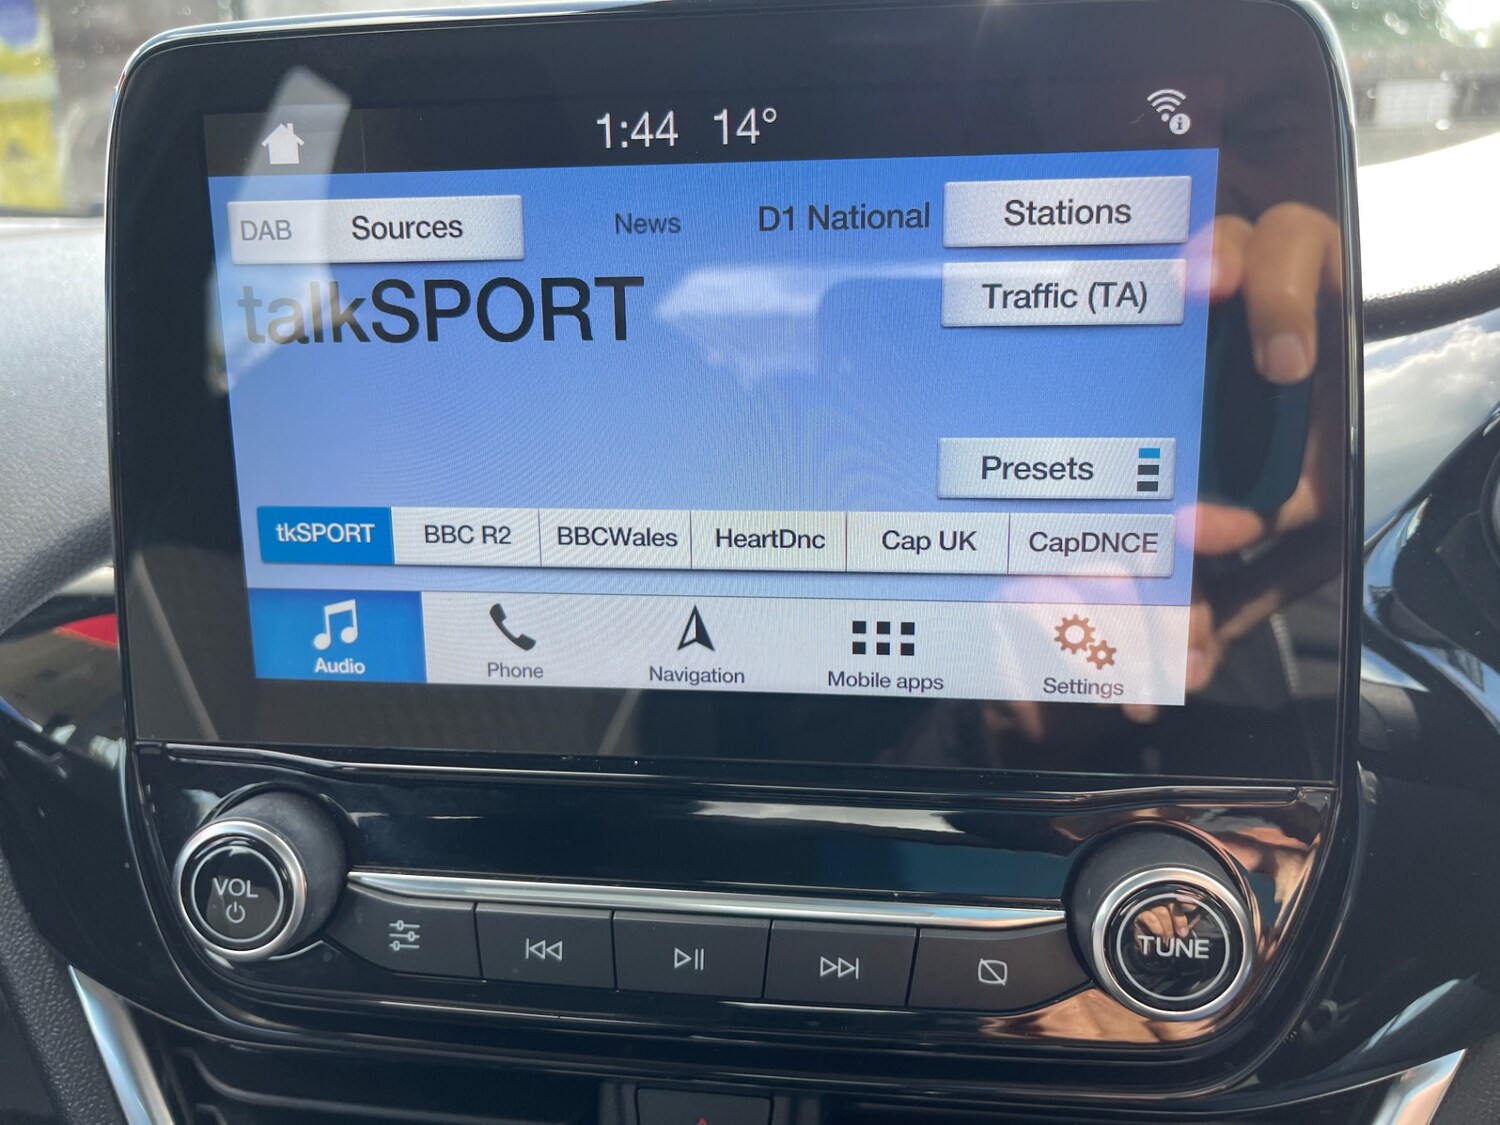 1:44 14°
DAB Sources News D1 National Stations
talkSPORT
Traffic (TA)
Presets
tkSPORT BBC R2 BBCWales HeartDnc Cap UK CapDNCE
Audio Phone Navigation Mobile apps Settings
VOL
TUNE